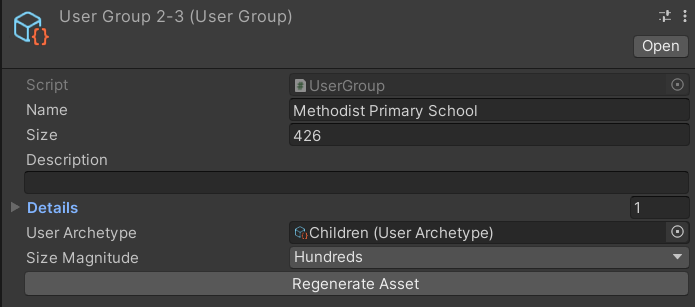 User Group 2-3 (User Group)
Open
Script UserGroup
Name Methodist Primary School
Size 426
Description
Details 1
User Archetype Children (User Archetype)
Size Magnitude Hundreds
Regenerate Asset